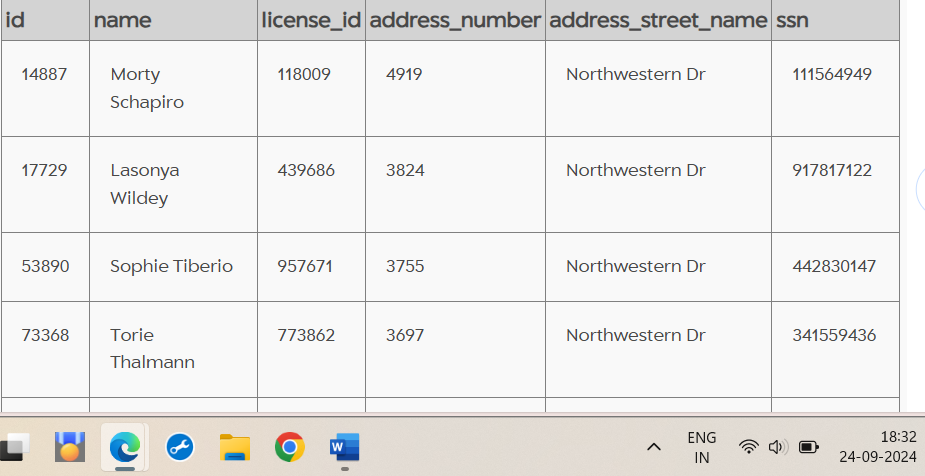 id name license_id address_number address_street_name ssn
14887 Morty Schapiro 118009 4919 Northwestern Dr 111564949
17729 Lasonya Wildey 439686 3824 Northwestern Dr 917817122
53890 Sophie Tiberio 957671 3755 Northwestern Dr 442830147
73368 Torie Thalmann 773862 3697 Northwestern Dr 341559436
W
ENG
IN
18:32
24-09-2024